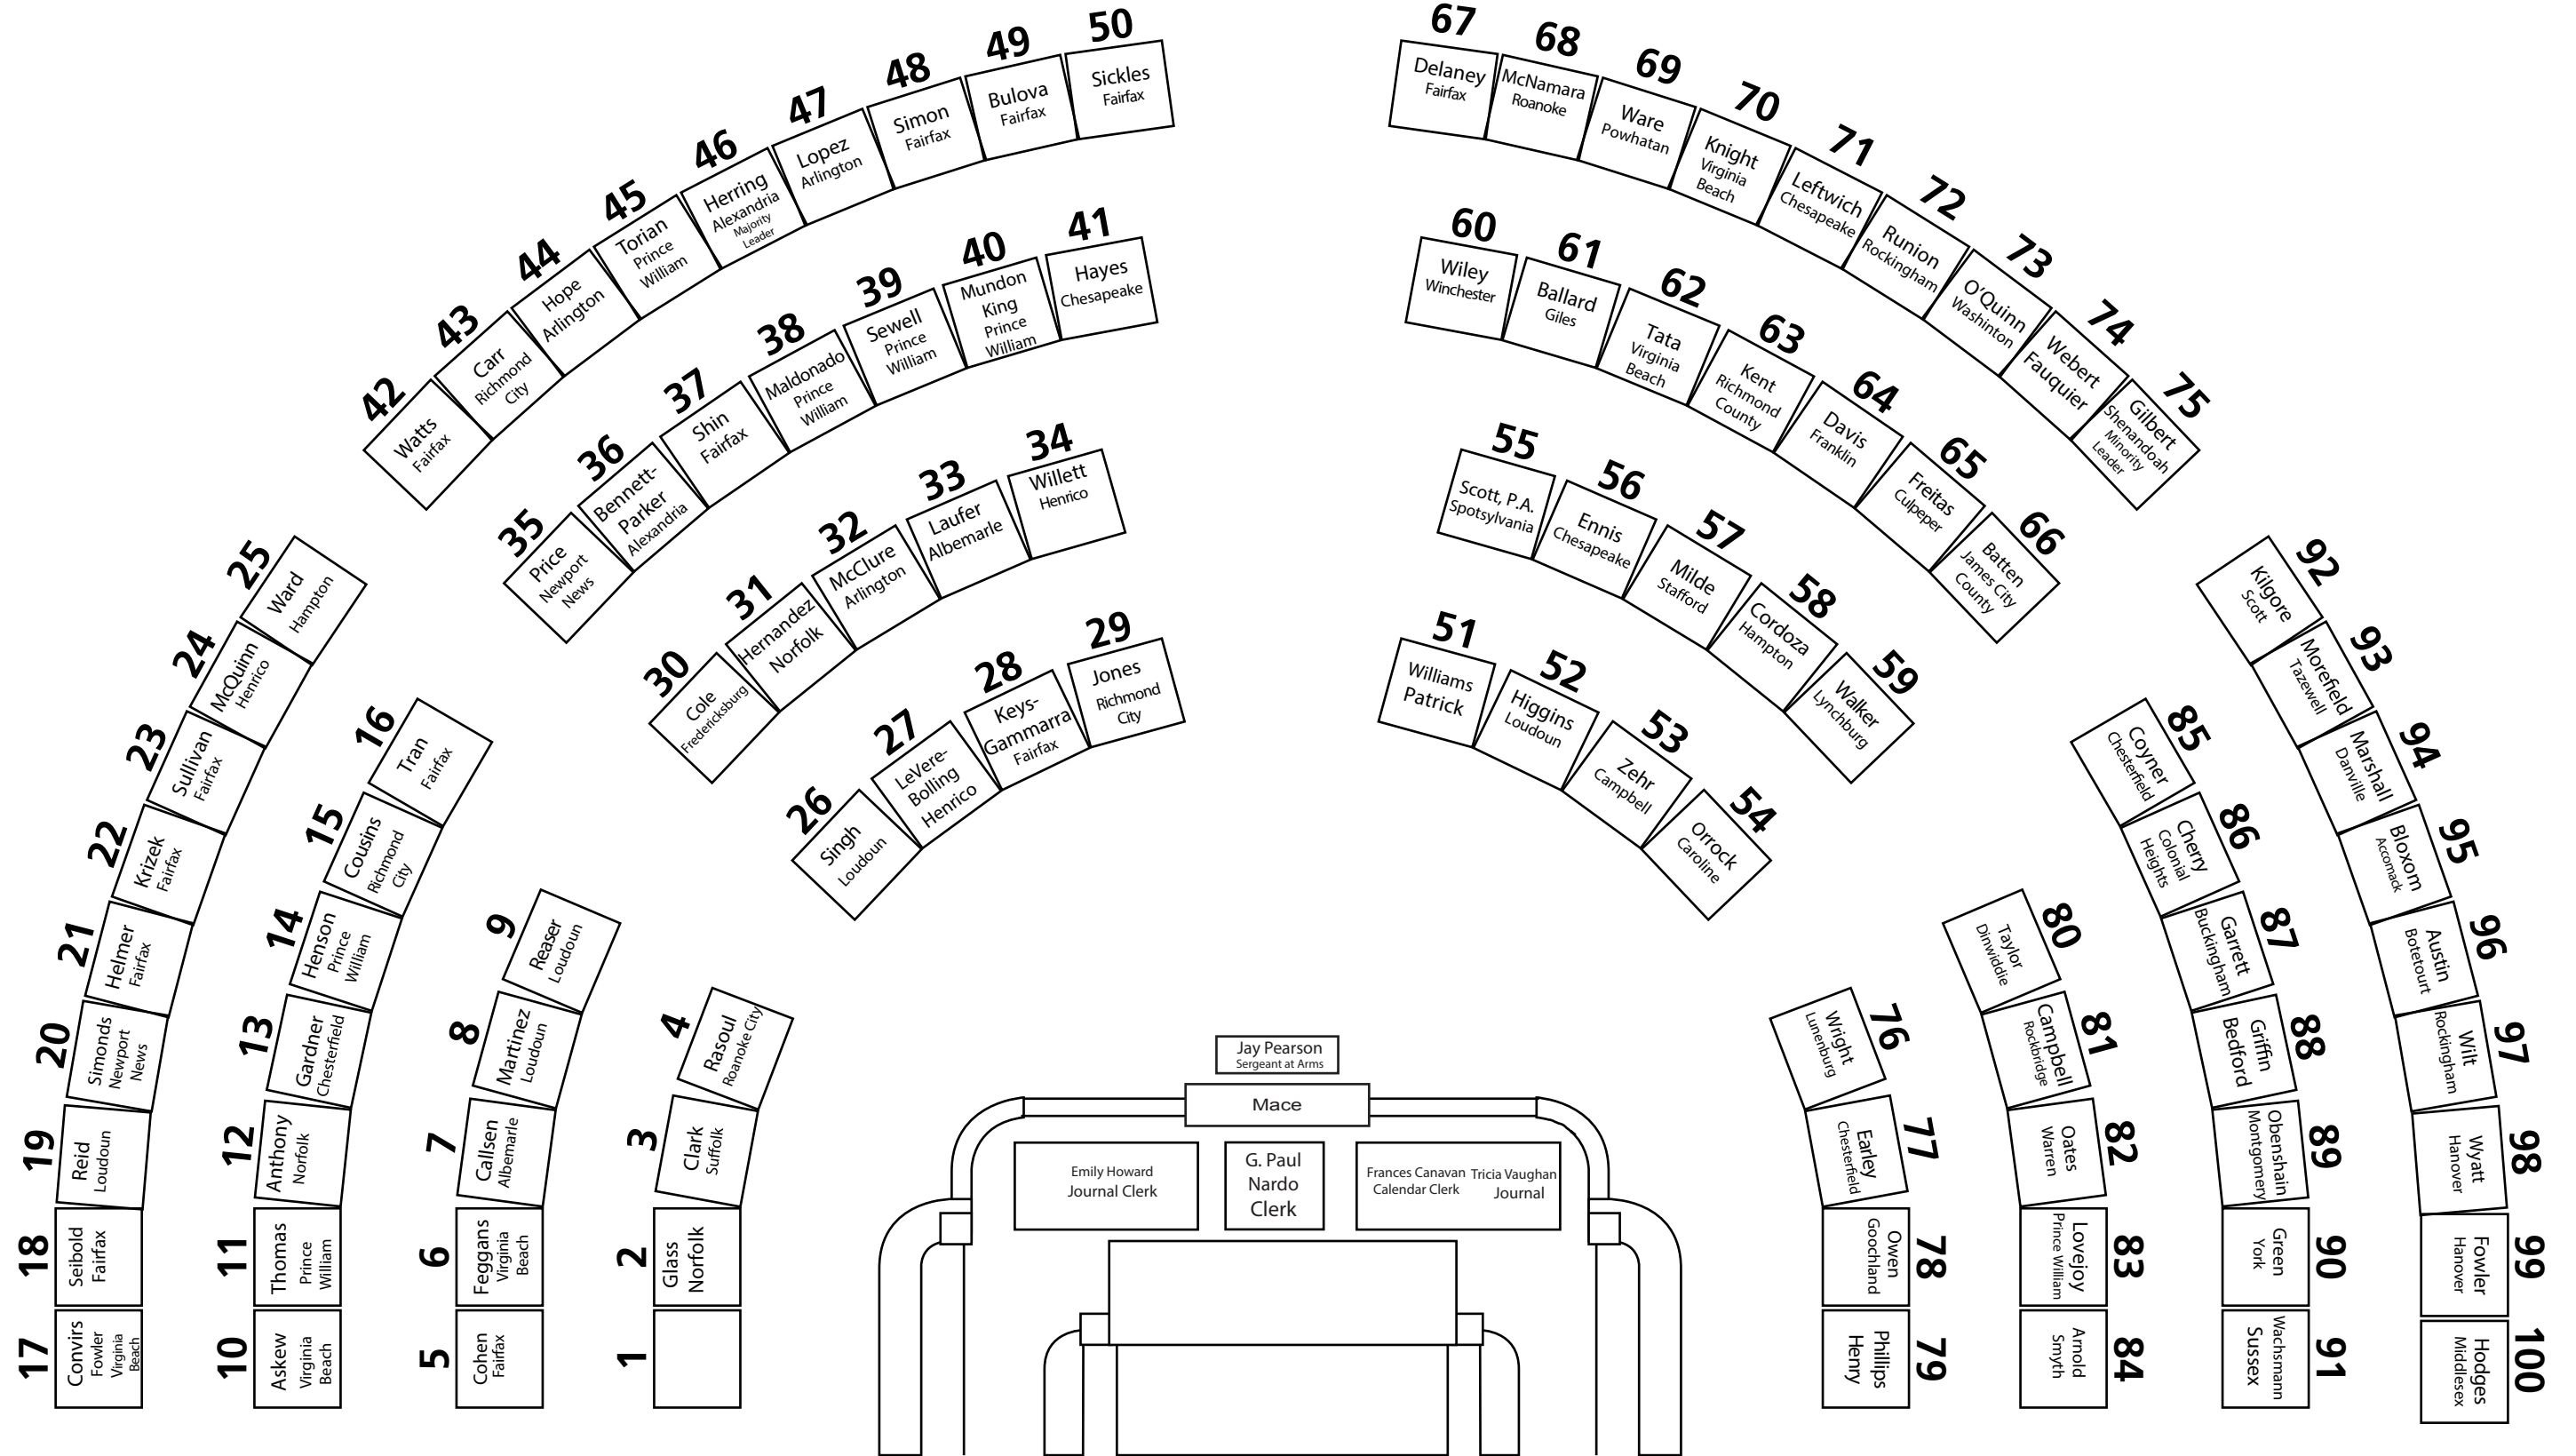 1
2
Glass
Norfolk
3
Clark
Suffolk
4
Rasoul
Roanoke City
5
Cohen
Fairfax
6
Feggans
Virginia
Beach
7
Callsen
Albemarle
8
Martinez
Loudoun
9
Reaser
Loudoun
10
Askew
Virginia
Beach
11
Thomas
Prince
William
12
Anthony
Norfolk
13
Gardner
Chesterfield
14
Henson
Prince
William
15
Cousins
Richmond
City
16
Tran
Fairfax
17
Convirs
Fowler
Virginia
Beach
18
Seibold
Fairfax
19
Reid
Loudoun
20
Simonds
Newport
News
21
Helmer
Fairfax
22
Krizek
Fairfax
23
Sullivan
Fairfax
24
McQuinn
Henrico
25
Ward
Hampton
26
Singh
Loudoun
27
LeVere-
Bolling
Henrico
28
Keys-
Gammarra
Fairfax
29
Jones
Richmond
City
30
Cole
Fredericksburg
31
Hernandez
Norfolk
32
McClure
Arlington
33
Laufer
Albemarle
34
Willett
Henrico
35
Price
Newport
News
36
Bennett-
Parker
Alexandria
37
Shin
Fairfax
38
Maldonado
Prince
William
39
Sewell
Prince
William
40
Mundon
King
Prince
William
41
Hayes
Chesapeake
42
Watts
Fairfax
43
Carr
Richmond
City
44
Hope
Arlington
45
Torian
Prince
William
46
Herring
Alexandria
Majority
Leader
47
Lopez
Arlington
48
Simon
Fairfax
49
Bulova
Fairfax
50
Sickles
Fairfax
51
Williams
Patrick
52
Higgins
Loudoun
53
Zehr
Campbell
54
Orrock
Caroline
55
Scott, P.A.
Spotsylvania
56
Ennis
Chesapeake
57
Milde
Stafford
58
Cordoza
Hampton
59
Walker
Lynchburg
60
Wiley
Winchester
61
Ballard
Giles
62
Tata
Virginia
Beach
63
Kent
Richmond
County
64
Davis
Franklin
65
Freitas
Culpeper
66
Batten
James City
County
67
Delaney
Fairfax
68
McNamara
Roanoke
69
Ware
Powhatan
70
Knight
Virginia
Beach
71
Leftwich
Chesapeake
72
Runion
Rockingham
73
O'Quinn
Washinton
74
Webert
Fauquier
75
Gilbert
Shenandoah
Minority
Leader
76
Wright
Lunenburg
77
Earley
Chesterfield
78
Owen
Goochland
79
Phillips
Henry
80
Taylor
Dinwiddie
81
Campbell
Rockbridge
82
Oates
Warren
83
Lovejoy
Prince William
84
Arnold
Smyth
85
Coyner
Chesterfield
86
Cherry
Colonial
Heights
87
Garrett
Buckingham
88
Griffin
Bedford
89
Obenshain
Montgomery
90
Green
York
91
Wachsmann
Sussex
92
Kilgore
Scott
93
Morefield
Tazewell
94
Marshall
Danville
95
Bloxom
Accomack
96
Austin
Botetourt
97
Wilt
Rockingham
98
Wyatt
Hanover
99
Fowler
Hanover
100
Hodges
Middlesex
Jay Pearson
Sergeant at Arms
Mace
Emily Howard
Journal Clerk
G. Paul
Nardo
Clerk
Frances Canavan
Calendar Clerk
Tricia Vaughan
Journal